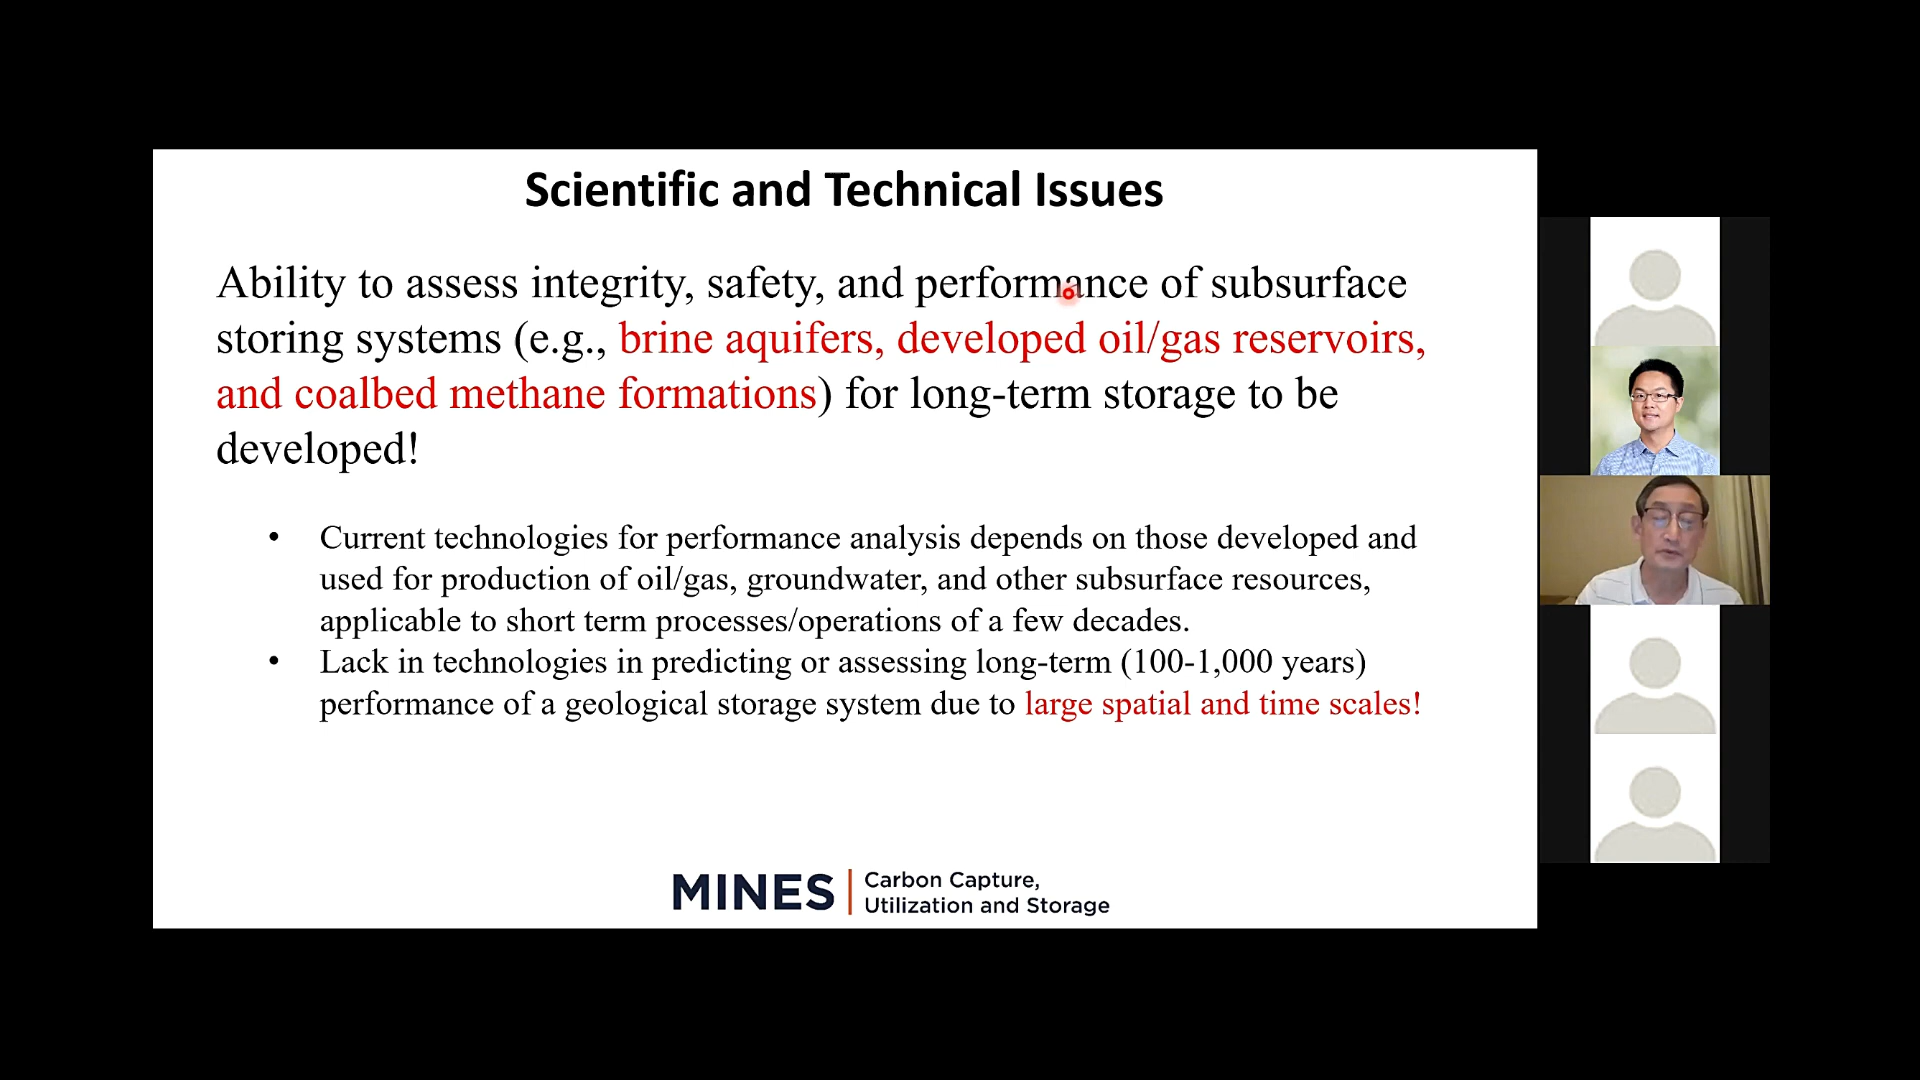 Scientific and Technical Issues
Ability to assess integrity, safety, and performance of subsurface
storing systems (e.g., brine aquifers, developed oil/gas reservoirs,
and coalbed methane formations) for long-term storage to be
developed!
• Current technologies for performance analysis depends on those developed and
used for production of oil/gas, groundwater, and other subsurface resources,
applicable to short term processes/operations of a few decades.
• Lack in technologies in predicting or assessing long-term (100-1,000 years)
performance of a geological storage system due to large spatial and time scales!
MINES
Carbon Capture,
Utilization and Storage